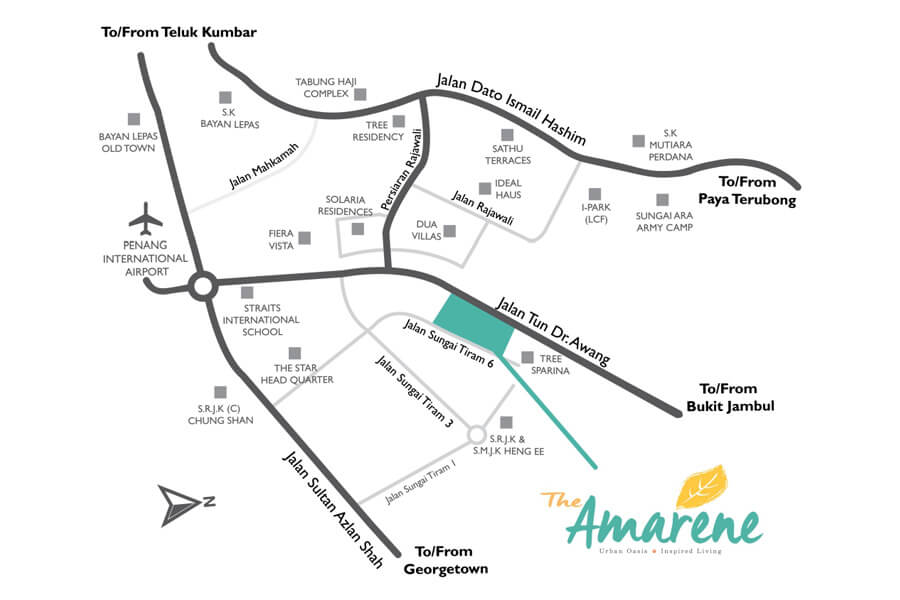 To/From Teluk Kumbar
TABUNG HAJI
COMPLEX
Jalan Dato Ismail Hashim
S.K
BAYAN LEPAS
BAYAN LEPAS
OLD TOWN
TREE
RESIDENCY
Jalan Mahkamah
Persiaran Rajawali
SATHU
TERRACES
S.K
MUTIARA
PERDANA
To/From
Paya Terubong
IDEAL
HAUS
Jalan Rajawali
I-PARK
(LCF)
SUNGAI ARA
ARMY CAMP
SOLARIA
RESIDENCES
DUA
VILLAS
FIERA
VISTA
PENANG
INTERNATIONAL
AIRPORT
STRAITS
INTERNATIONAL
SCHOOL
Jalan Tun Dr. Awang
Jalan Sungai Tiram 6
TREE
SPARINA
THE STAR
HEAD QUARTER
Jalan Sungai Tiram 3
To/From
Bukit Jambul
S.R.J.K (C)
CHUNG SHAN
S.R.J.K &
S.M.J.K HENG EE
Jalan Sungai Tiram 1
Jalan Sultan Azlan Shah
N
To/From
Georgetown
The
Amarene
Urban Oasis • Inspired Living